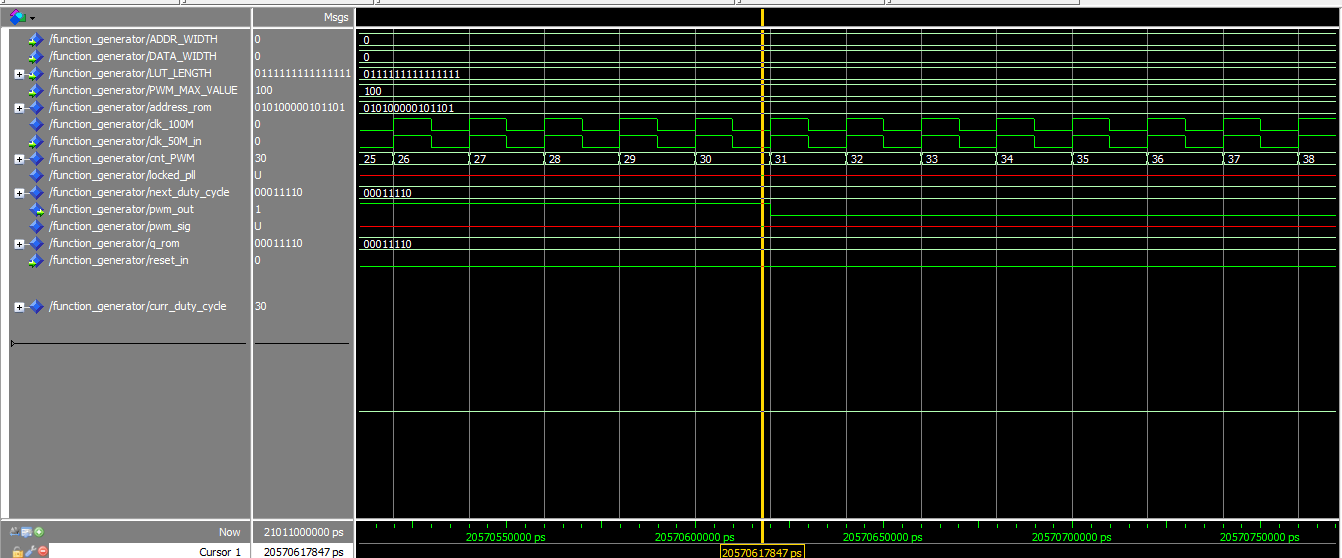 Msgs
/function_generator/ADDR_WIDTH 0 0
/function_generator/DATA_WIDTH 0 0
/function_generator/LUT_LENGTH 0111111111111111 0111111111111111
/function_generator/PWM_MAX_VALUE 100 100
/function_generator/address_rom 010100000101101 010100000101101
/function_generator/clk_100M 0
/function_generator/clk_50M_in 0
/function_generator/cnt_PWM 30 25 26 27 28 29 30 31 32 33 34 35 36 37 38
/function_generator/locked_pll U
/function_generator/next_duty_cycle 00011110 00011110
/function_generator/pwm_out 1
/function_generator/pwm_sig U
/function_generator/q_rom 00011110 00011110
/function_generator/reset_in 0
/function_generator/curr_duty_cycle 30
Now 21011000000 ps 20570550000 ps 20570600000 ps 20570650000 ps 20570700000 ps 20570750000 ps
Cursor 1 20570617847 ps 20570617847 ps